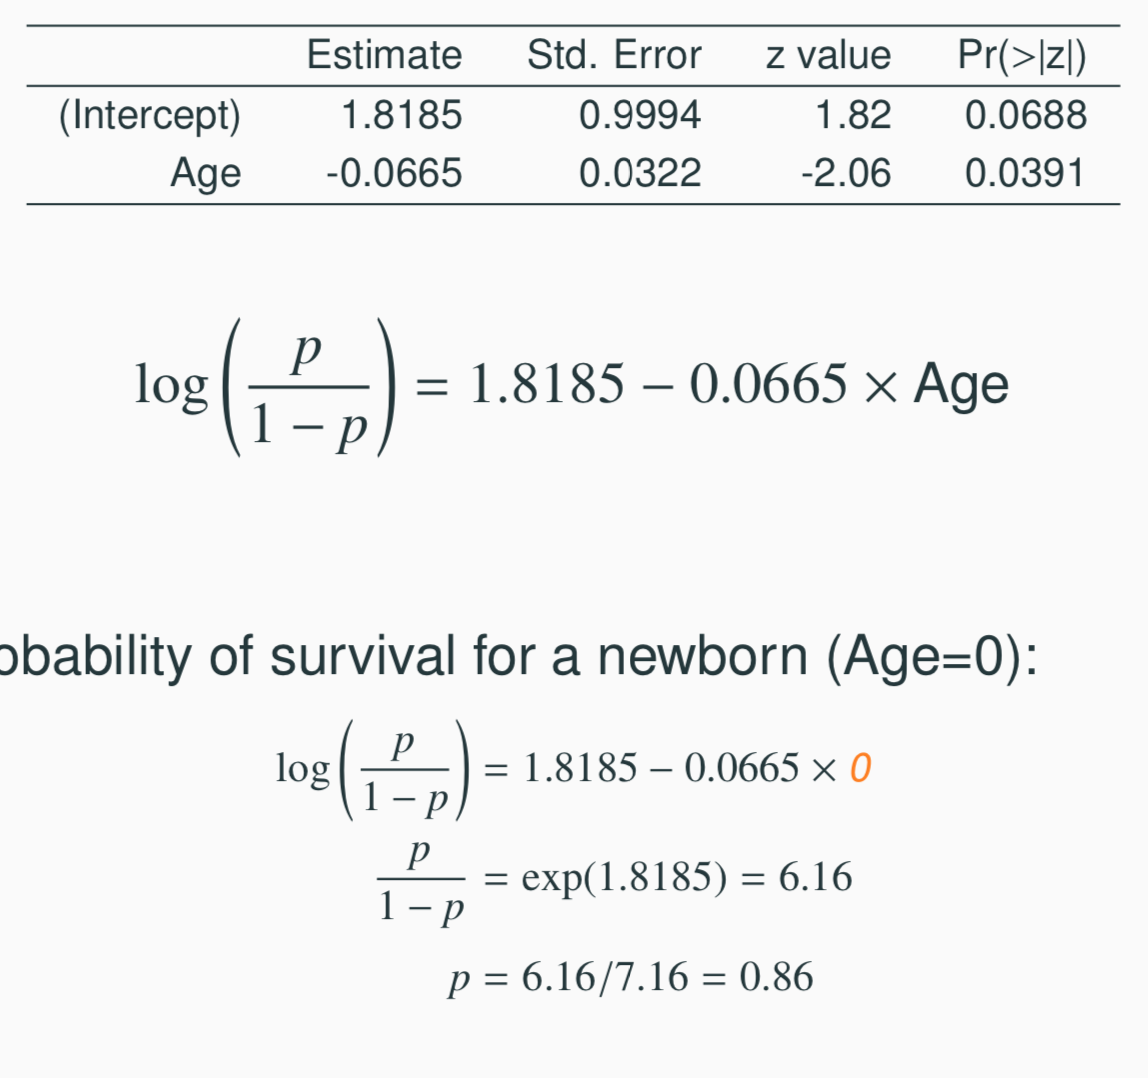 Estimate Std. Error z value Pr(>|z|)
(Intercept) 1.8185 0.9994 1.82 0.0688
Age -0.0665 0.0322 -2.06 0.0391
log(p / (1 − p)) = 1.8185 − 0.0665 × Age
obability of survival for a newborn (Age=0):
log(p / (1 − p)) = 1.8185 − 0.0665 × 0
p / (1 − p) = exp(1.8185) = 6.16
p = 6.16/7.16 = 0.86